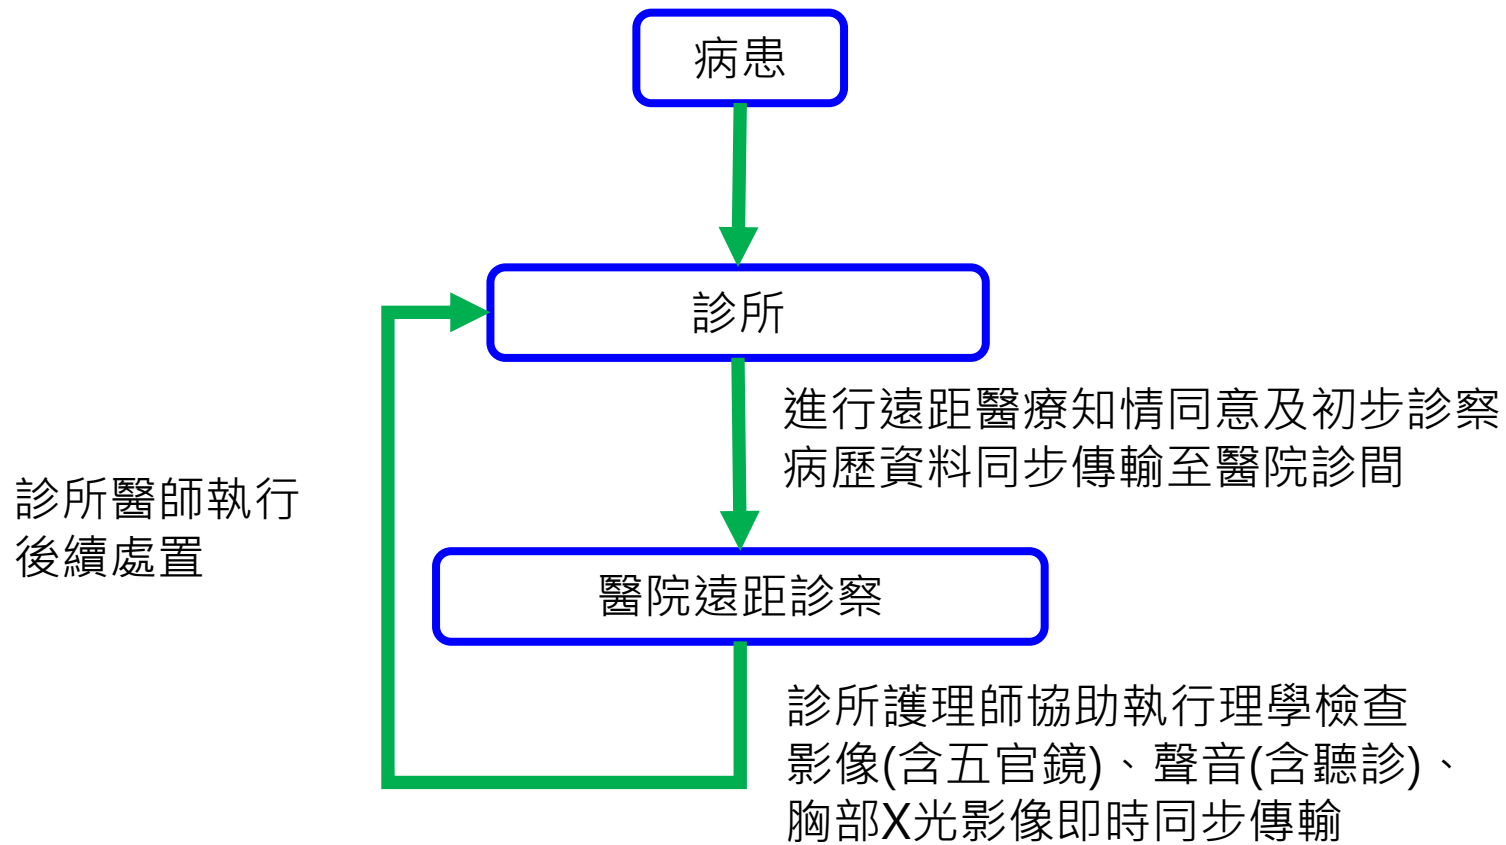 病患
診所
進行遠距醫療知情同意及初步診察
病歷資料同步傳輸至醫院診間
診所醫師執行
後續處置
醫院遠距診察
診所護理師協助執行理學檢查
影像(含五官鏡)、聲音(含聽診)、
胸部X光影像即時同步傳輸